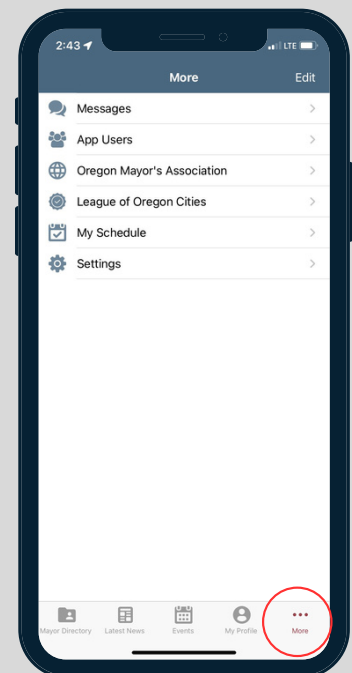 2:43 LTE
More Edit
Messages
App Users
Oregon Mayor's Association
League of Oregon Cities
My Schedule
Settings
Mayor Directory Latest News Events My Profile More